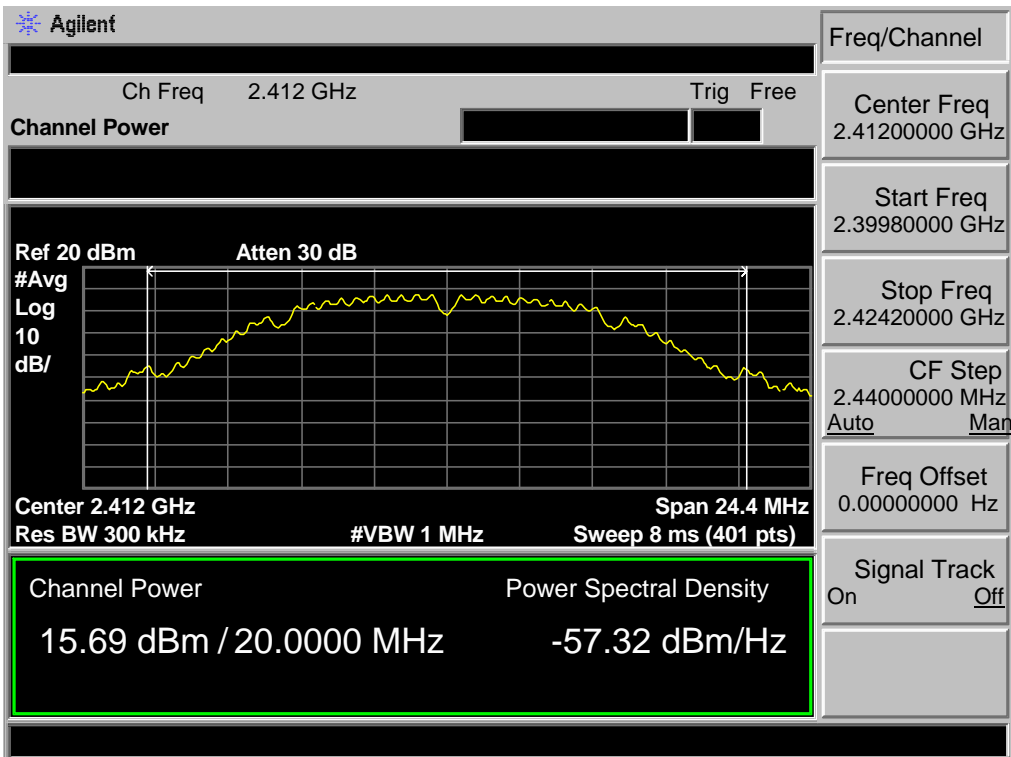 Agilent
Freq/Channel
Ch Freq 2.412 GHz Trig Free
Channel Power
Center Freq
2.41200000 GHz
Start Freq
2.39980000 GHz
Stop Freq
2.42420000 GHz
CF Step
2.44000000 MHz
Auto Man
Freq Offset
0.00000000 Hz
Signal Track
On Off
Ref 20 dBm Atten 30 dB
#Avg
Log
10
dB/
Center 2.412 GHz Span 24.4 MHz
Res BW 300 kHz #VBW 1 MHz Sweep 8 ms (401 pts)
Channel Power Power Spectral Density
15.69 dBm / 20.0000 MHz -57.32 dBm/Hz